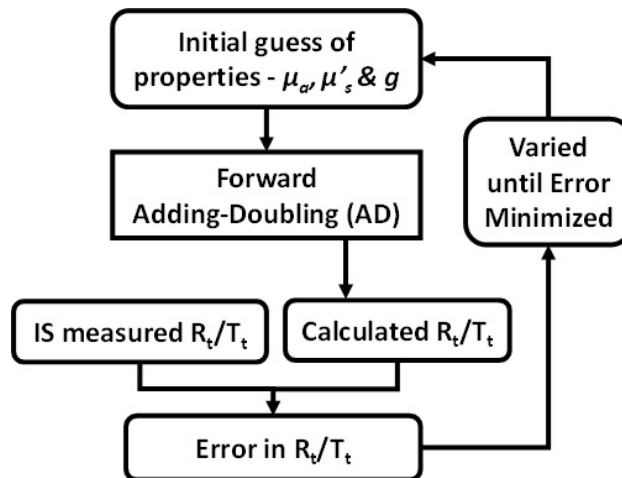 Initial guess of
properties - μₐ, μ'ₛ & g
Forward
Adding-Doubling (AD)
Varied
until Error
Minimized
IS measured Rₜ/Tₜ
Calculated Rₜ/Tₜ
Error in Rₜ/Tₜ